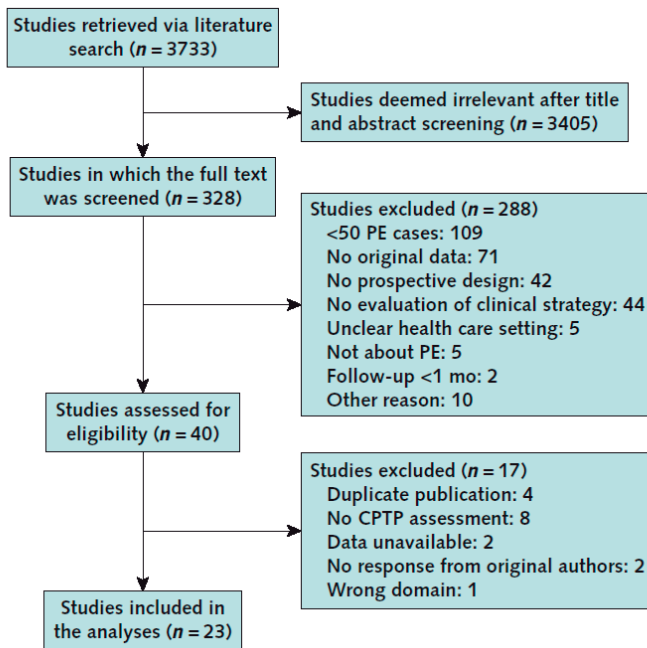 Studies retrieved via literature
search (n = 3733)
Studies deemed irrelevant after title
and abstract screening (n = 3405)
Studies in which the full text
was screened (n = 328)
Studies excluded (n = 288)
<50 PE cases: 109
No original data: 71
No prospective design: 42
No evaluation of clinical strategy: 44
Unclear health care setting: 5
Not about PE: 5
Follow-up <1 mo: 2
Other reason: 10
Studies assessed for
eligibility (n = 40)
Studies excluded (n = 17)
Duplicate publication: 4
No CPTP assessment: 8
Data unavailable: 2
No response from original authors: 2
Wrong domain: 1
Studies included in
the analyses (n = 23)